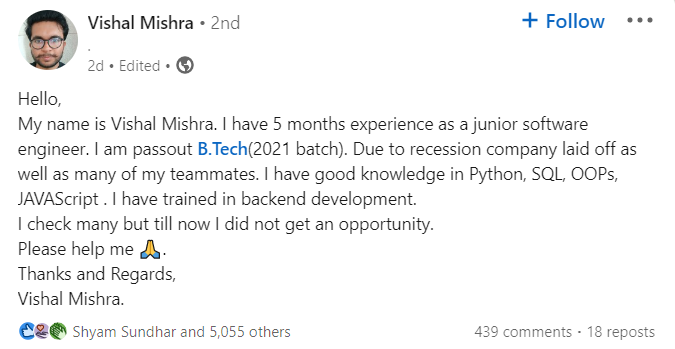 Vishal Mishra • 2nd
+ Follow •••
.
2d • Edited •
Hello,
My name is Vishal Mishra. I have 5 months experience as a junior software
engineer. I am passout B.Tech(2021 batch). Due to recession company laid off as
well as many of my teammates. I have good knowledge in Python, SQL, OOPs,
JAVAScript . I have trained in backend development.
I check many but till now I did not get an opportunity.
Please help me 🙏.
Thanks and Regards,
Vishal Mishra.
Shyam Sundhar and 5,055 others
439 comments • 18 reposts